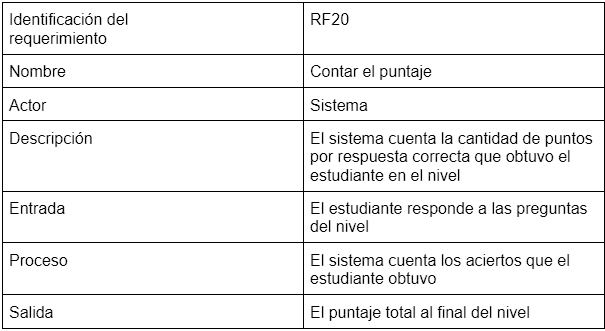 Identificación del
requerimiento
RF20
Nombre
Contar el puntaje
Actor
Sistema
Descripción
El sistema cuenta la cantidad de puntos
por respuesta correcta que obtuvo el
estudiante en el nivel
Entrada
El estudiante responde a las preguntas
del nivel
Proceso
El sistema cuenta los aciertos que el
estudiante obtuvo
Salida
El puntaje total al final del nivel